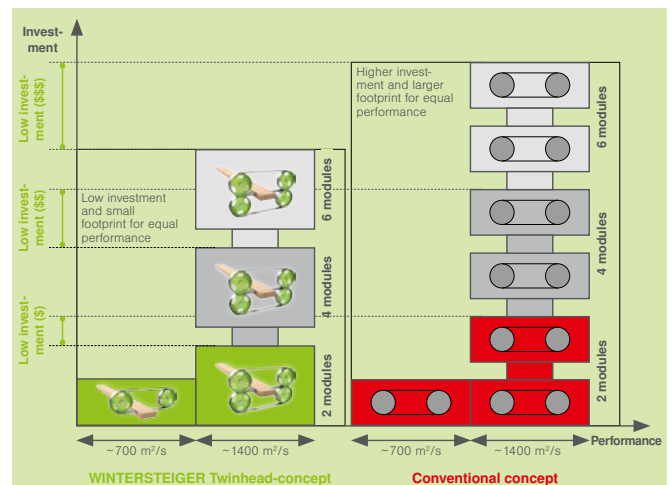 Invest-
ment
Low invest-
ment ($$$)
Low invest-
ment ($$)
Low invest-
ment ($)
Low investment
and small
footprint for equal
performance
6 modules
4 modules
2 modules
Higher invest-
ment and larger
footprint for equal
performance
6 modules
4 modules
2 modules
~700 m²/s
~1400 m²/s
~700 m²/s
~1400 m²/s
Performance
WINTERSTEIGER Twinhead-concept
Conventional concept